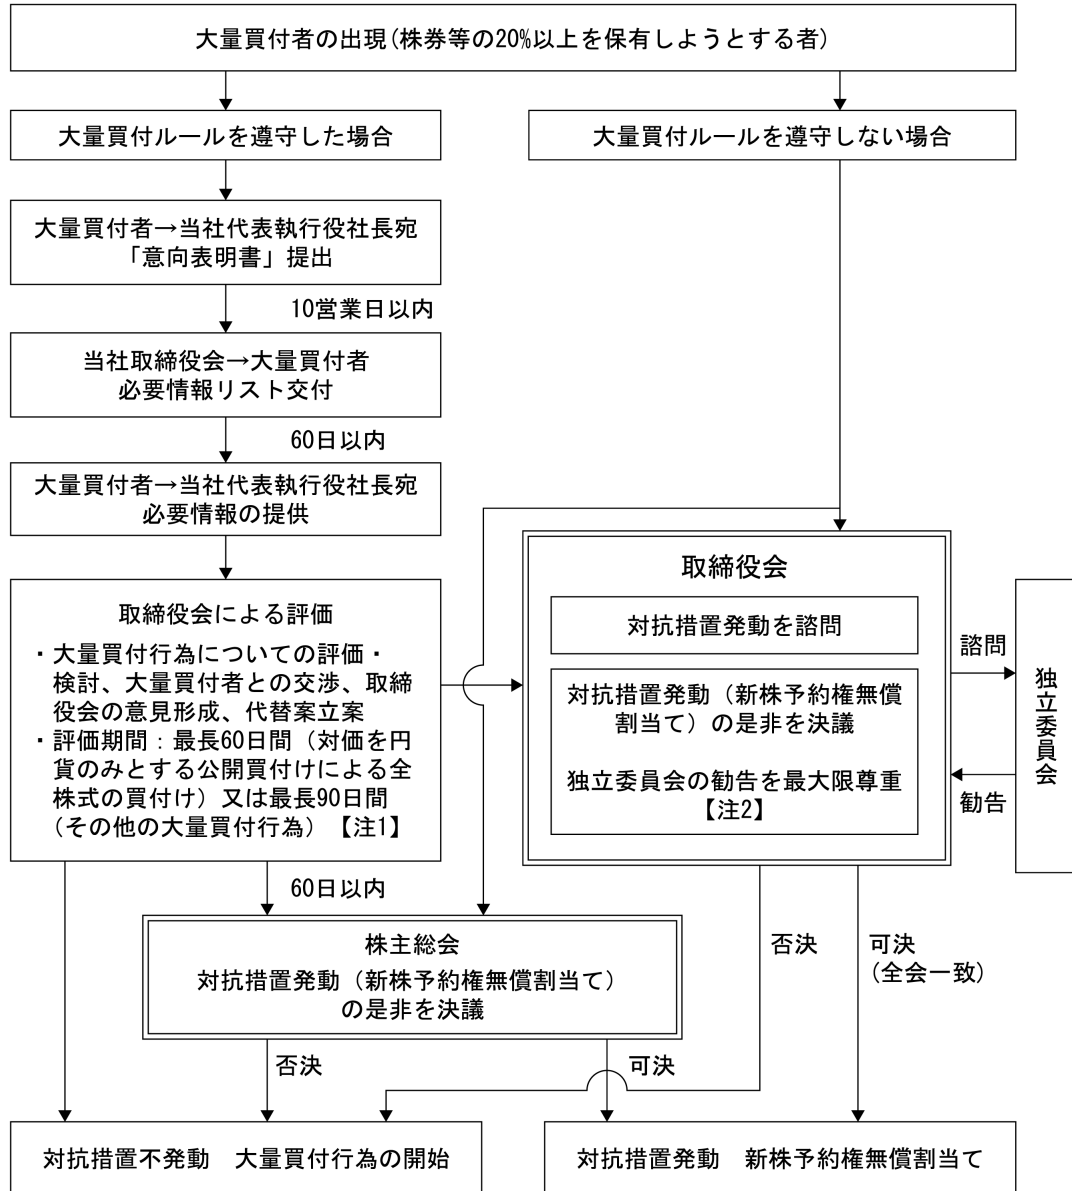 大量買付者の出現(株券等の20%以上を保有しようとする者)
大量買付ルールを遵守した場合
大量買付ルールを遵守しない場合
大量買付者→当社代表執行役社長宛
「意向表明書」提出
10営業日以内
当社取締役会→大量買付者
必要情報リスト交付
60日以内
大量買付者→当社代表執行役社長宛
必要情報の提供
取締役会による評価
・大量買付行為についての評価・
検討、大量買付者との交渉、取締
役会の意見形成、代替案立案
・評価期間：最長60日間（対価を円
貨のみとする公開買付けによる全
株式の買付け）又は最長90日間
（その他の大量買付行為）【注1】
取締役会
対抗措置発動を諮問
対抗措置発動（新株予約権無償
割当て）の是非を決議
独立委員会の勧告を最大限尊重
【注2】
諮問
勧告
独立委員会
60日以内
株主総会
対抗措置発動（新株予約権無償割当て）
の是非を決議
否決
可決
(全会一致)
否決
可決
対抗措置不発動　大量買付行為の開始
対抗措置発動　新株予約権無償割当て